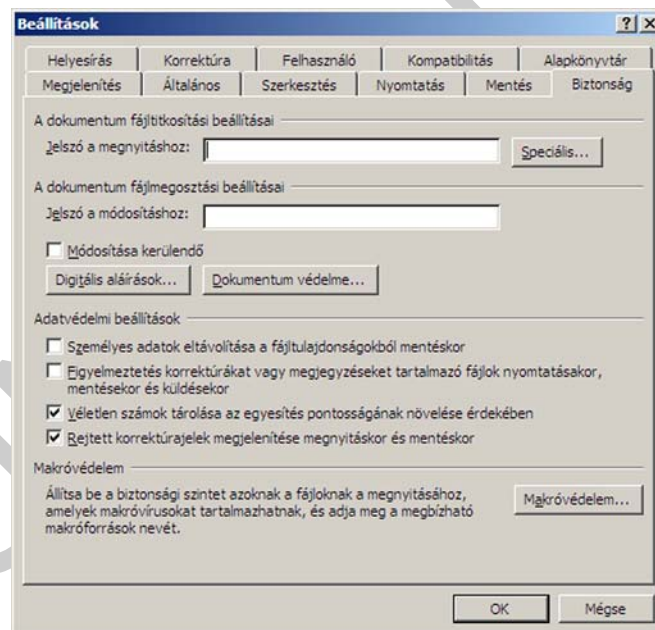 Beállítások
Helyesírás Korrektúra Felhasználó Kompatibilitás Alapkönyvtár
Megjelenítés Általános Szerkesztés Nyomtatás Mentés Biztonság
A dokumentum fájltitkosítási beállításai
Jelszó a megnyitáshoz: Speciális...
A dokumentum fájlmegosztási beállításai
Jelszó a módosításhoz:
Módosítása kerülendő
Digitális aláírások... Dokumentum védelme...
Adatvédelmi beállítások
Személyes adatok eltávolítása a fájltulajdonságokból mentéskor
Figyelmeztetés korrektúrákat vagy megjegyzéseket tartalmazó fájlok nyomtatásakor,
mentésekor és küldésekor
Véletlen számok tárolása az egyesítés pontosságának növelése érdekében
Rejtett korrektúrajelek megjelenítése megnyitáskor és mentéskor
Makróvédelem
Állítsa be a biztonsági szintet azoknak a fájloknak a megnyitásához,
amelyek makróvírusokat tartalmazhatnak, és adja meg a megbízható
makróforrások nevét.
Makróvédelem...
OK Mégse